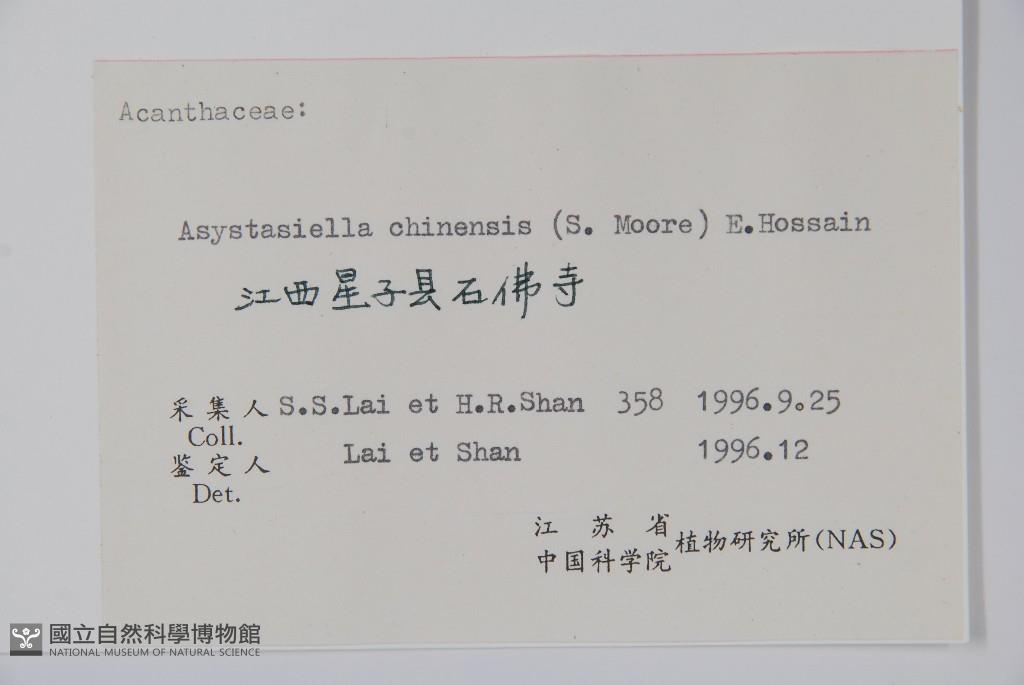 Acanthaceae:
Asystasiella chinensis (S. Moore) E.Hossain
江西星子县石佛寺
采集人 S.S.Lai et H.R.Shan 358 1996.9.25
Coll.
鉴定人 Lai et Shan 1996.12
Det.
江苏省
中国科学院 植物研究所(NAS)
國立自然科學博物館
NATIONAL MUSEUM OF NATURAL SCIENCE